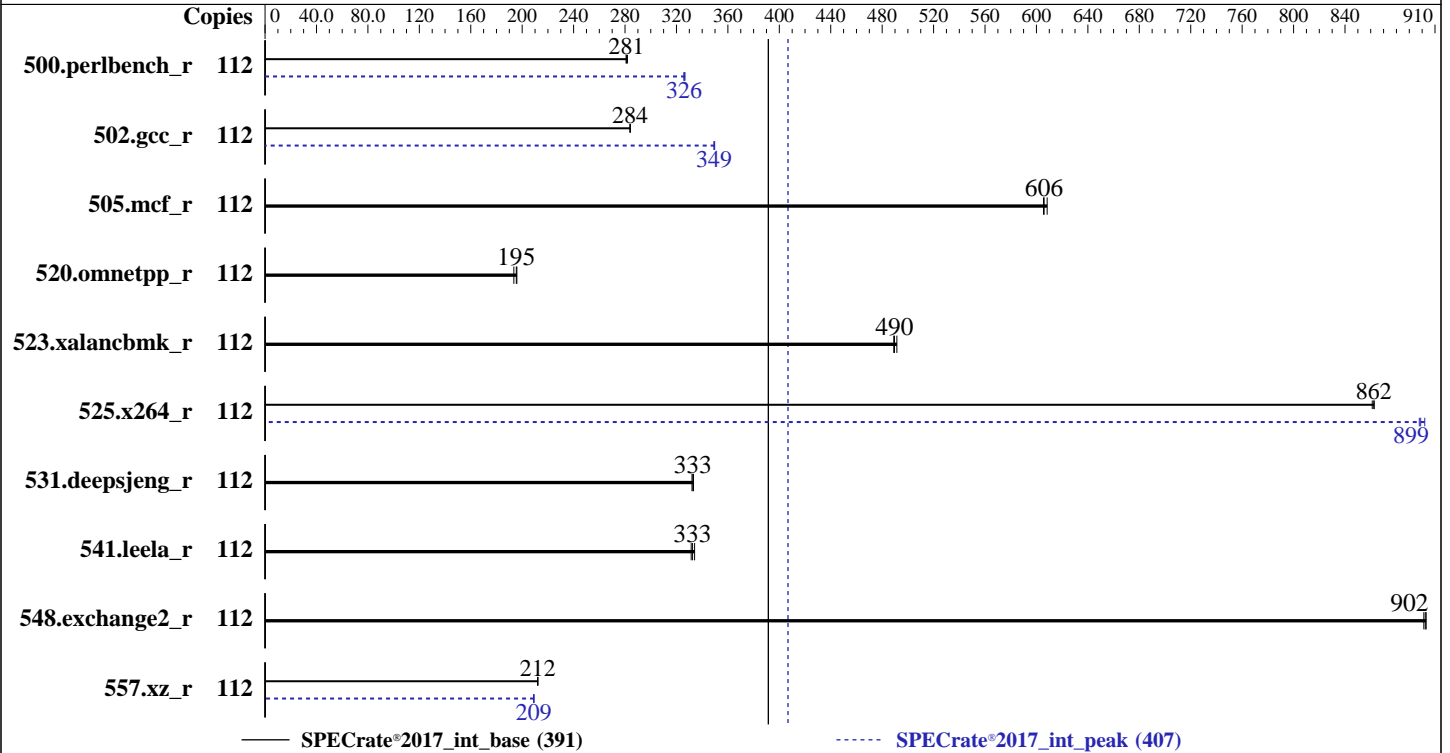 Copies 0 40.0 80.0 120 160 200 240 280 320 360 400 440 480 520 560 600 640 680 720 760 800 840 910
281
500.perlbench_r 112
326
284
502.gcc_r 112
349
606
505.mcf_r 112
195
520.omnetpp_r 112
490
523.xalancbmk_r 112
862
525.x264_r 112
899
333
531.deepsjeng_r 112
333
541.leela_r 112
902
548.exchange2_r 112
212
557.xz_r 112
209
SPECrate®2017_int_base (391) SPECrate®2017_int_peak (407)